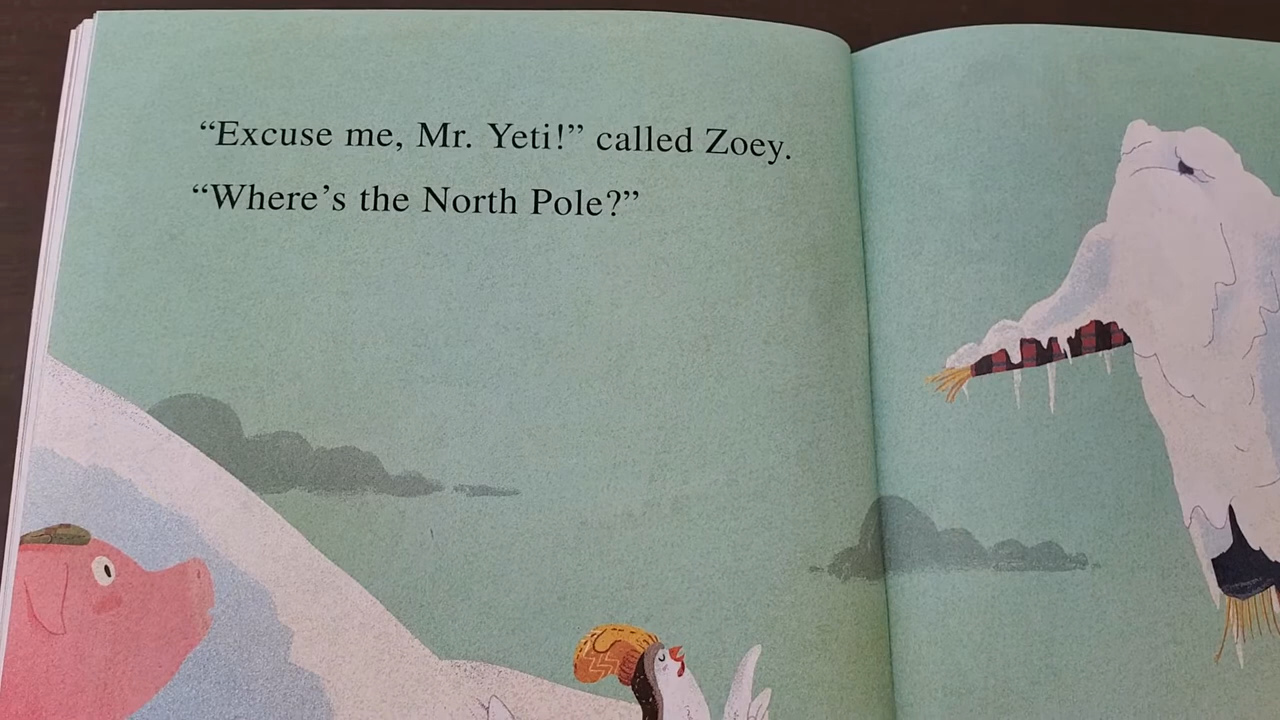 “Excuse me, Mr. Yeti!” called Zoey.
“Where’s the North Pole?”